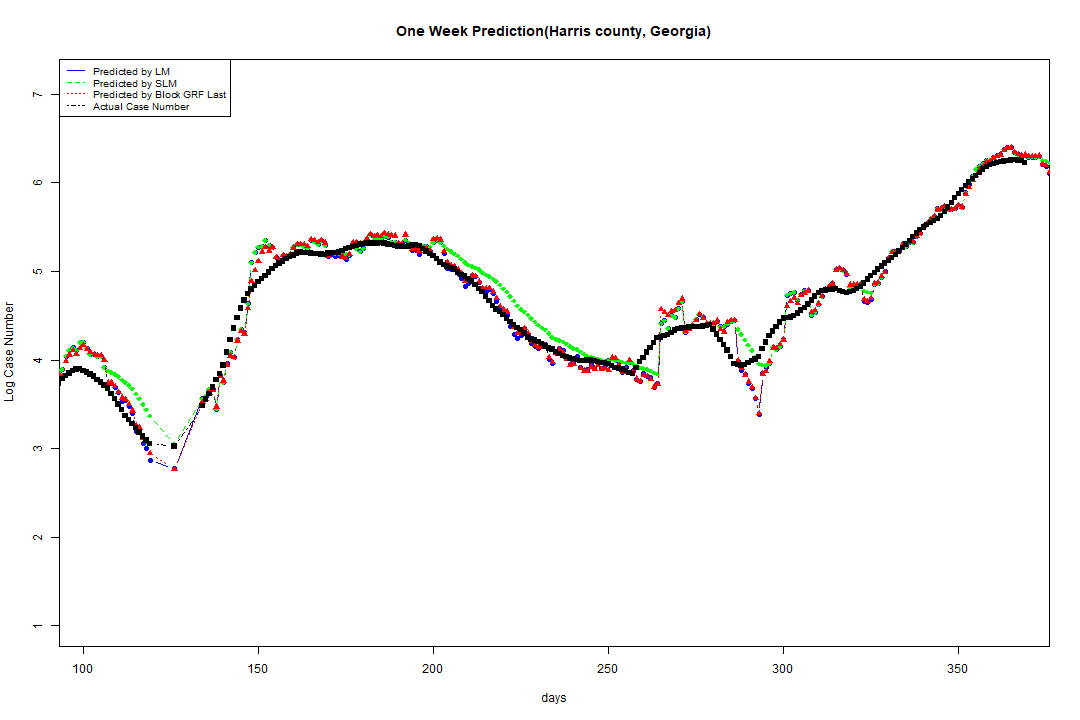 One Week Prediction(Harris county, Georgia)
Predicted by LM
Predicted by SLM
Predicted by Block GRF Last
Actual Case Number
7
6
5
4
3
2
1
Log Case Number
100 150 200 250 300 350
days